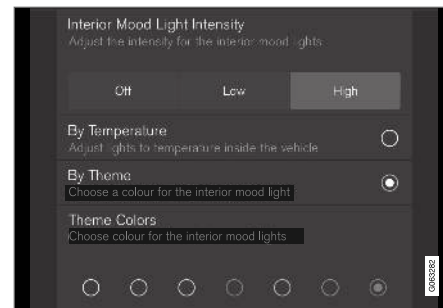 Interior Mood Light Intensity
Adjust the intensity for the interior mood lights
Off Low High
By Temperature
Adjust lights to temperature inside the vehicle
By Theme
Choose a colour for the interior mood light
Theme Colors
Choose colour for the interior mood lights
G063282